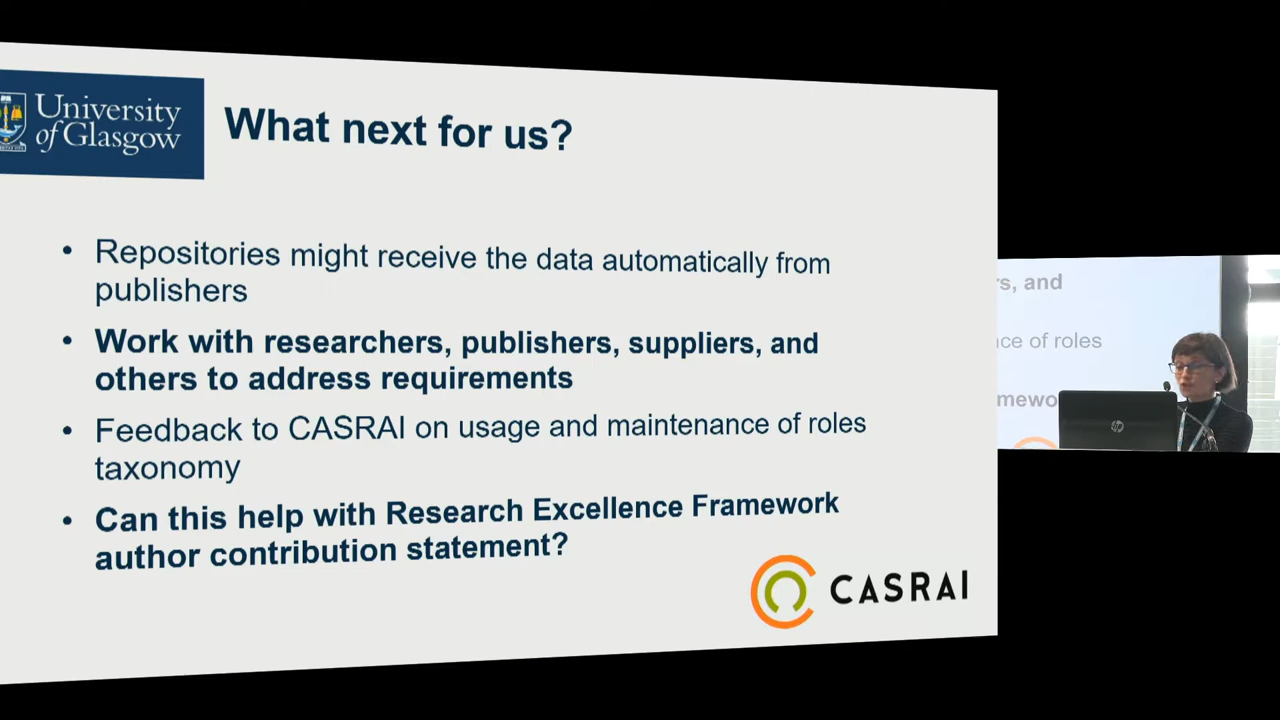 University
of Glasgow
What next for us?
• Repositories might receive the data automatically from
publishers
• Work with researchers, publishers, suppliers, and
others to address requirements
• Feedback to CASRAI on usage and maintenance of roles
taxonomy
• Can this help with Research Excellence Framework
author contribution statement?
CASRAI
rs, and
nce of roles
mewo
hp